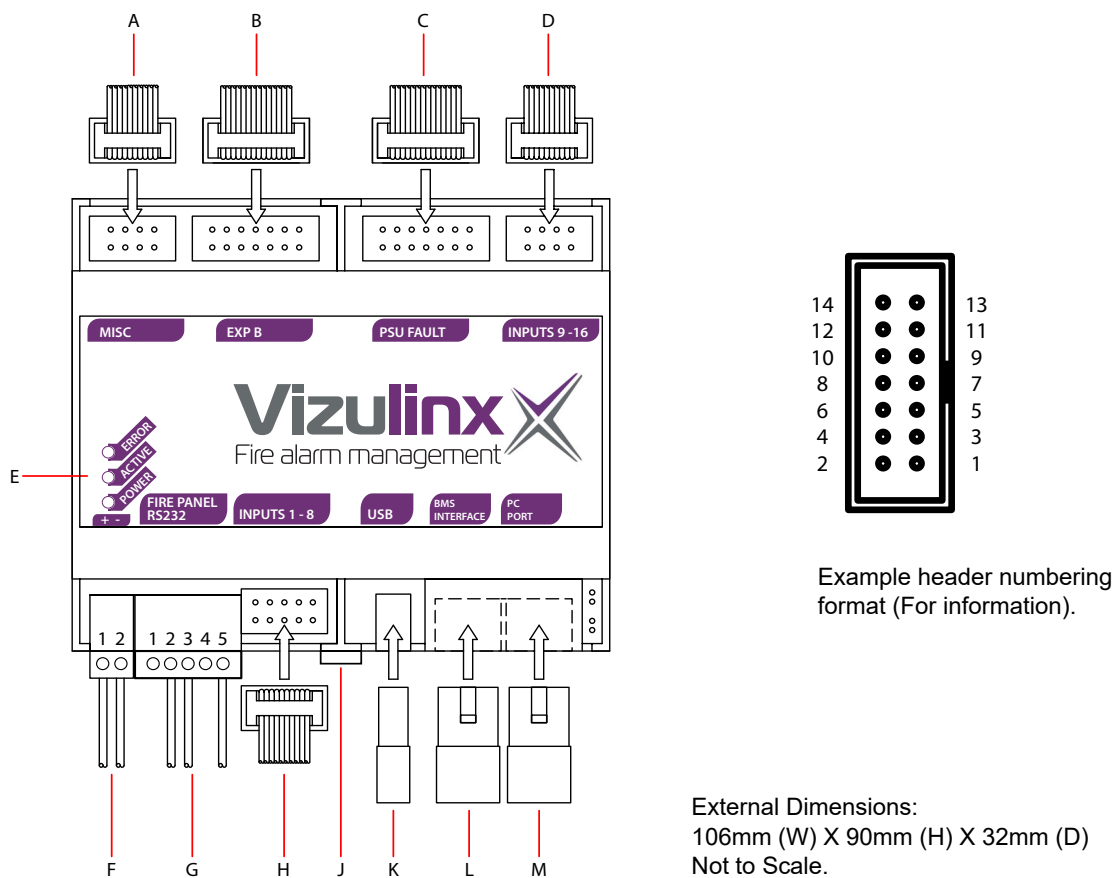 A B C D
MISC EXP B PSU FAULT INPUTS 9 -16
Vizulinx
Fire alarm management
ERROR
ACTIVE
POWER
E
+ -
FIRE PANEL
RS232
INPUTS 1 - 8
USB
BMS
INTERFACE
PC
PORT
1 2 1 2 3 4 5
F G H J K L M
14 13
12 11
10 9
8 7
6 5
4 3
2 1
Example header numbering
format (For information).
External Dimensions:
106mm (W) X 90mm (H) X 32mm (D)
Not to Scale.